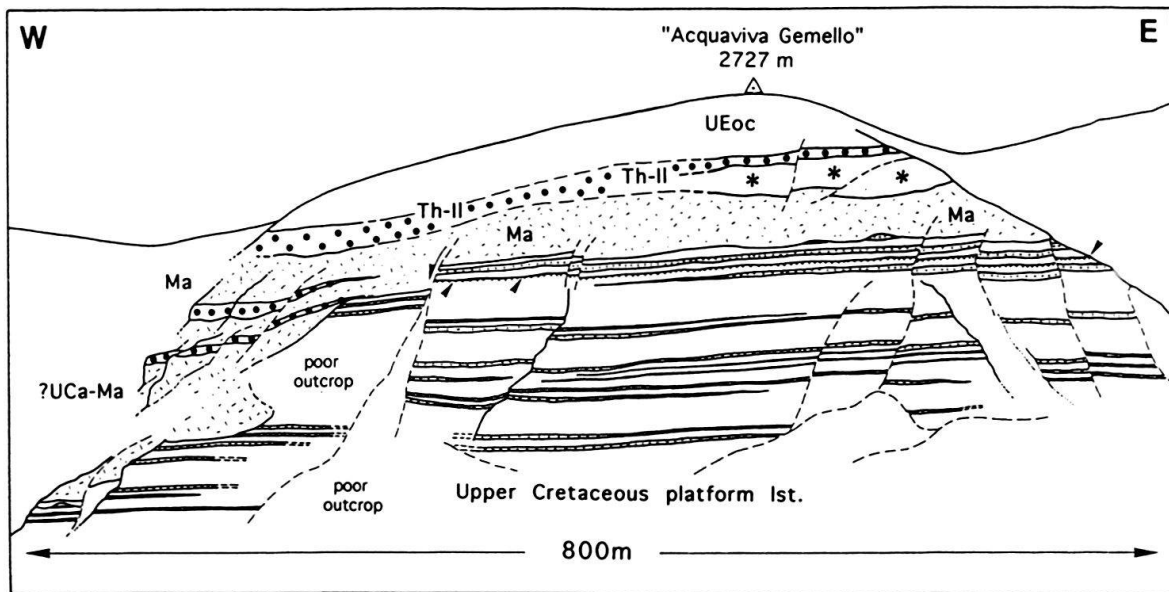 W
E
"Acquaviva Gemello"
2727 m
UEoc
Th-II
Th-II
Ma
Ma
Ma
?UCa-Ma
poor
outcrop
poor
outcrop
Upper Cretaceous platform lst.
800m